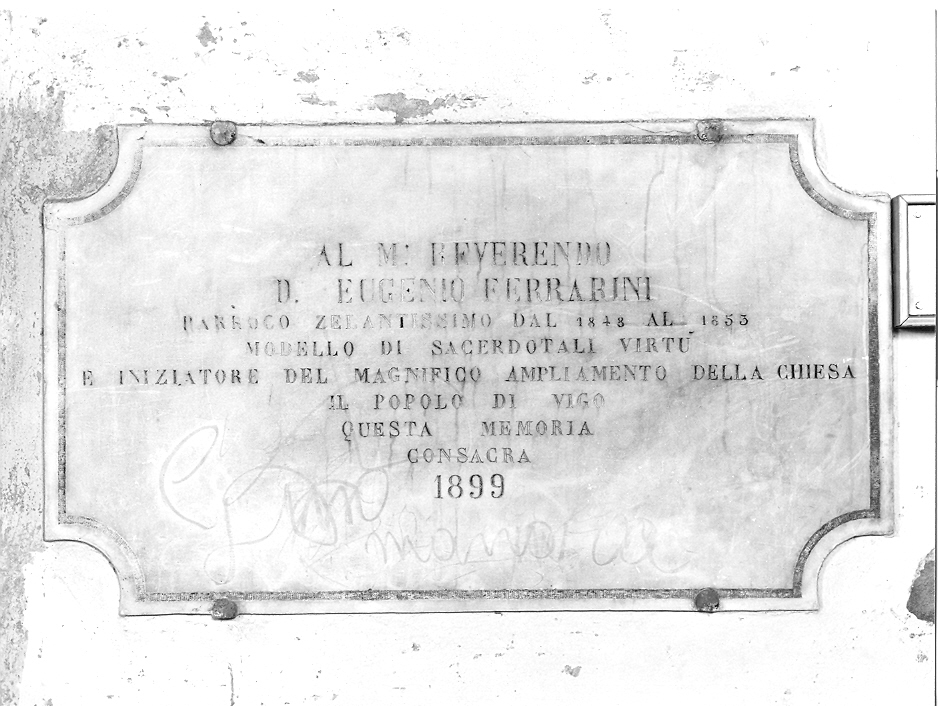 AL M: REVERENDO
D. EUGENIO FERRARINI
PARROCO ZELANTISSIMO DAL 1848 AL 1853
MODELLO DI SACERDOTALI VIRTÙ
E INIZIATORE DEL MAGNIFICO AMPLIAMENTO DELLA CHIESA
IL POPOLO DI VIGO
QUESTA MEMORIA
CONSACRA
1899